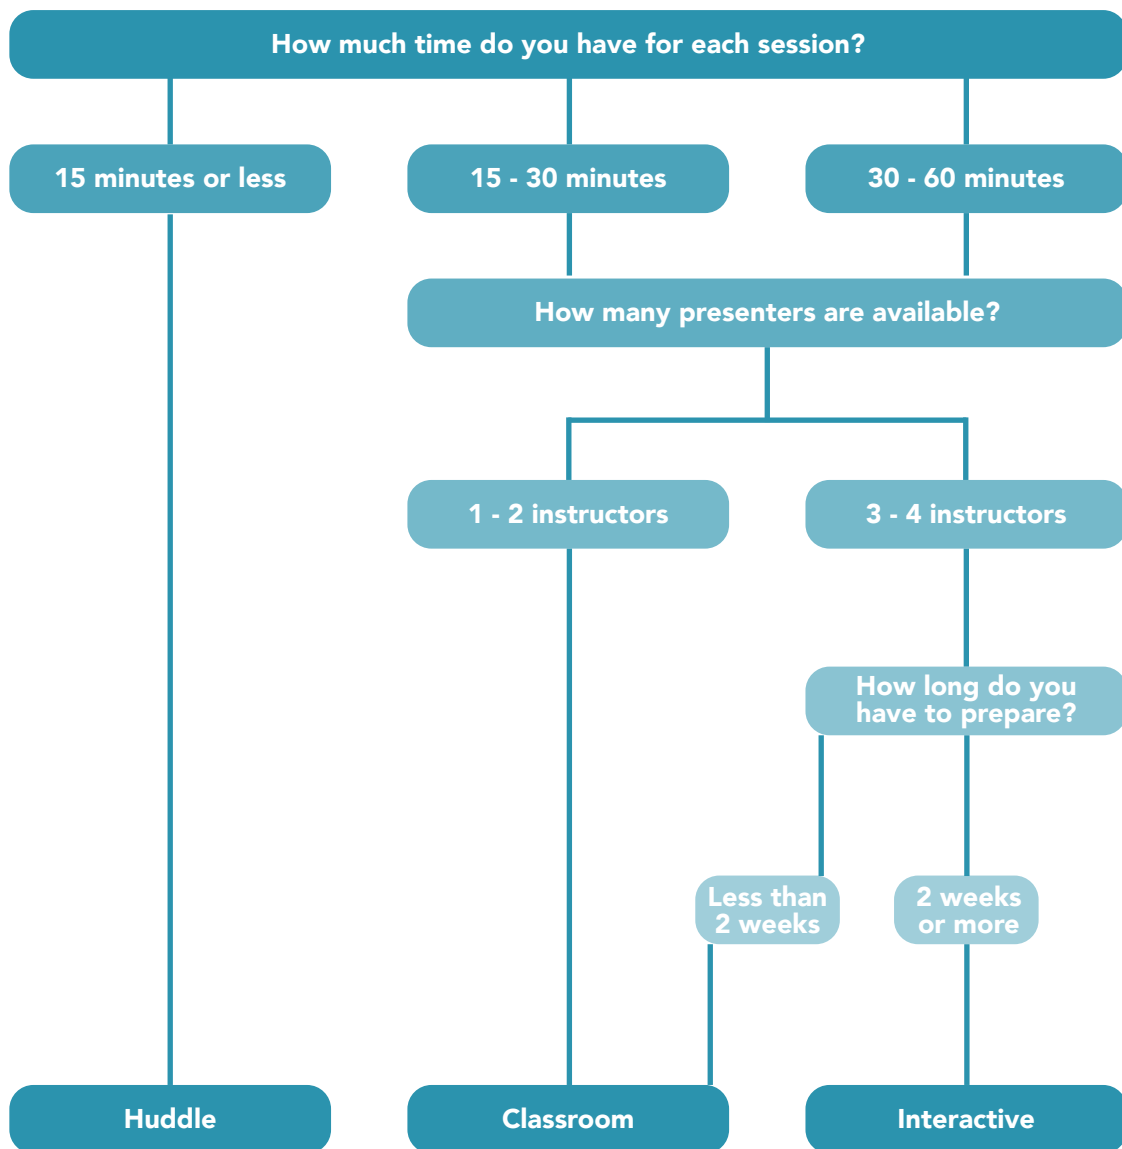 How much time do you have for each session?
15 minutes or less
15 - 30 minutes
30 - 60 minutes
How many presenters are available?
1 - 2 instructors
3 - 4 instructors
How long do you
have to prepare?
Less than
2 weeks
2 weeks
or more
Huddle
Classroom
Interactive